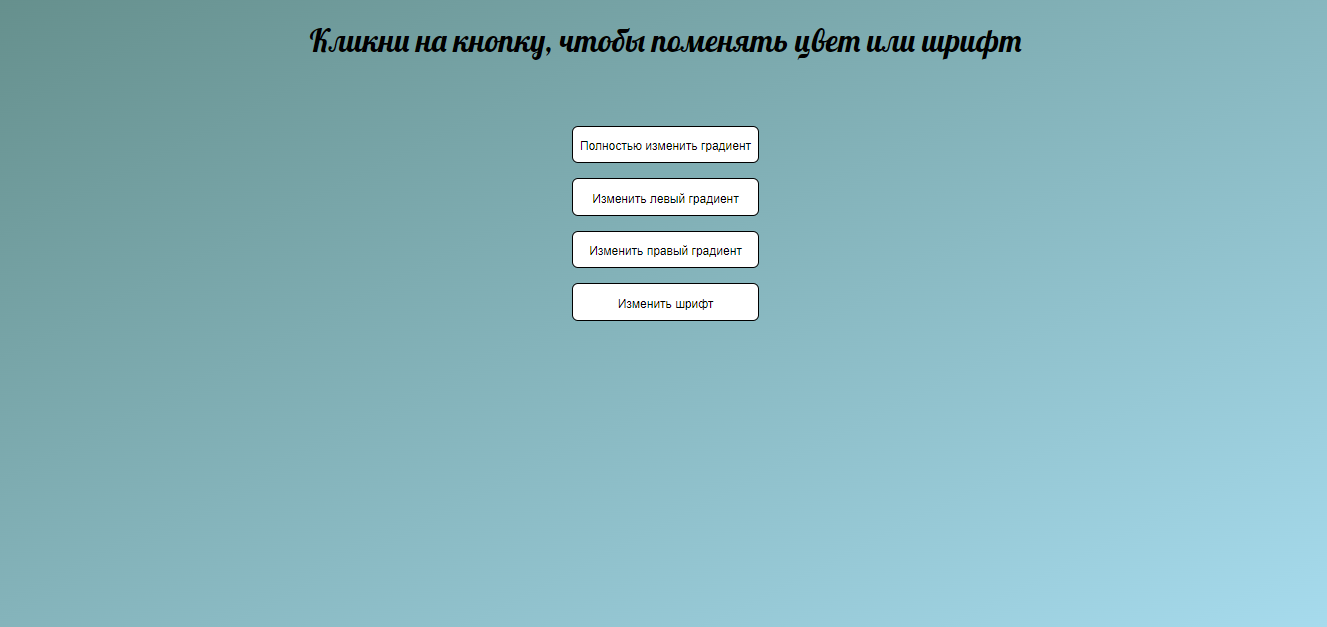 Кликни на кнопку, чтобы поменять цвет или шрифт
Полностью изменить градиент
Изменить левый градиент
Изменить правый градиент
Изменить шрифт